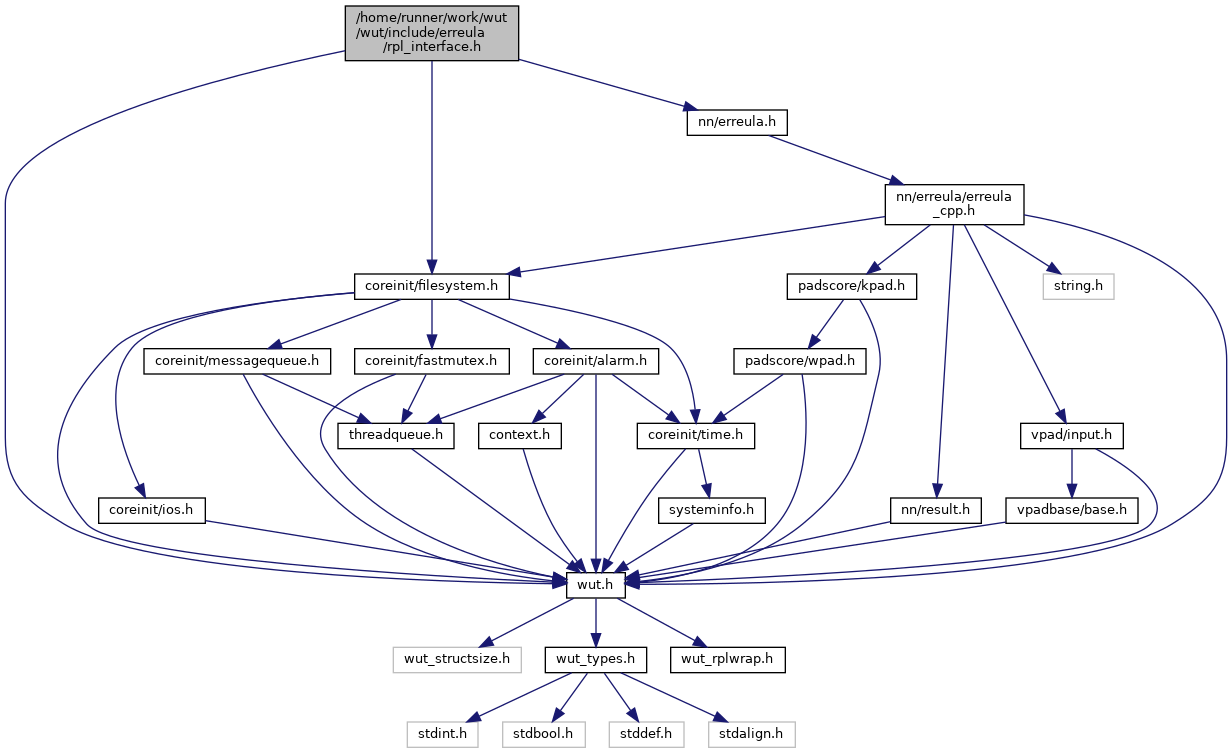 /home/runner/work/wut
/wut/include/erreula
/rpl_interface.h
nn/erreula.h
nn/erreula/erreula
_cpp.h
coreinit/filesystem.h
padscore/kpad.h
string.h
coreinit/messagequeue.h
coreinit/fastmutex.h
coreinit/alarm.h
padscore/wpad.h
threadqueue.h
context.h
coreinit/time.h
vpad/input.h
coreinit/ios.h
systeminfo.h
nn/result.h
vpadbase/base.h
wut.h
wut_structsize.h
wut_types.h
wut_rplwrap.h
stdint.h
stdbool.h
stddef.h
stdalign.h